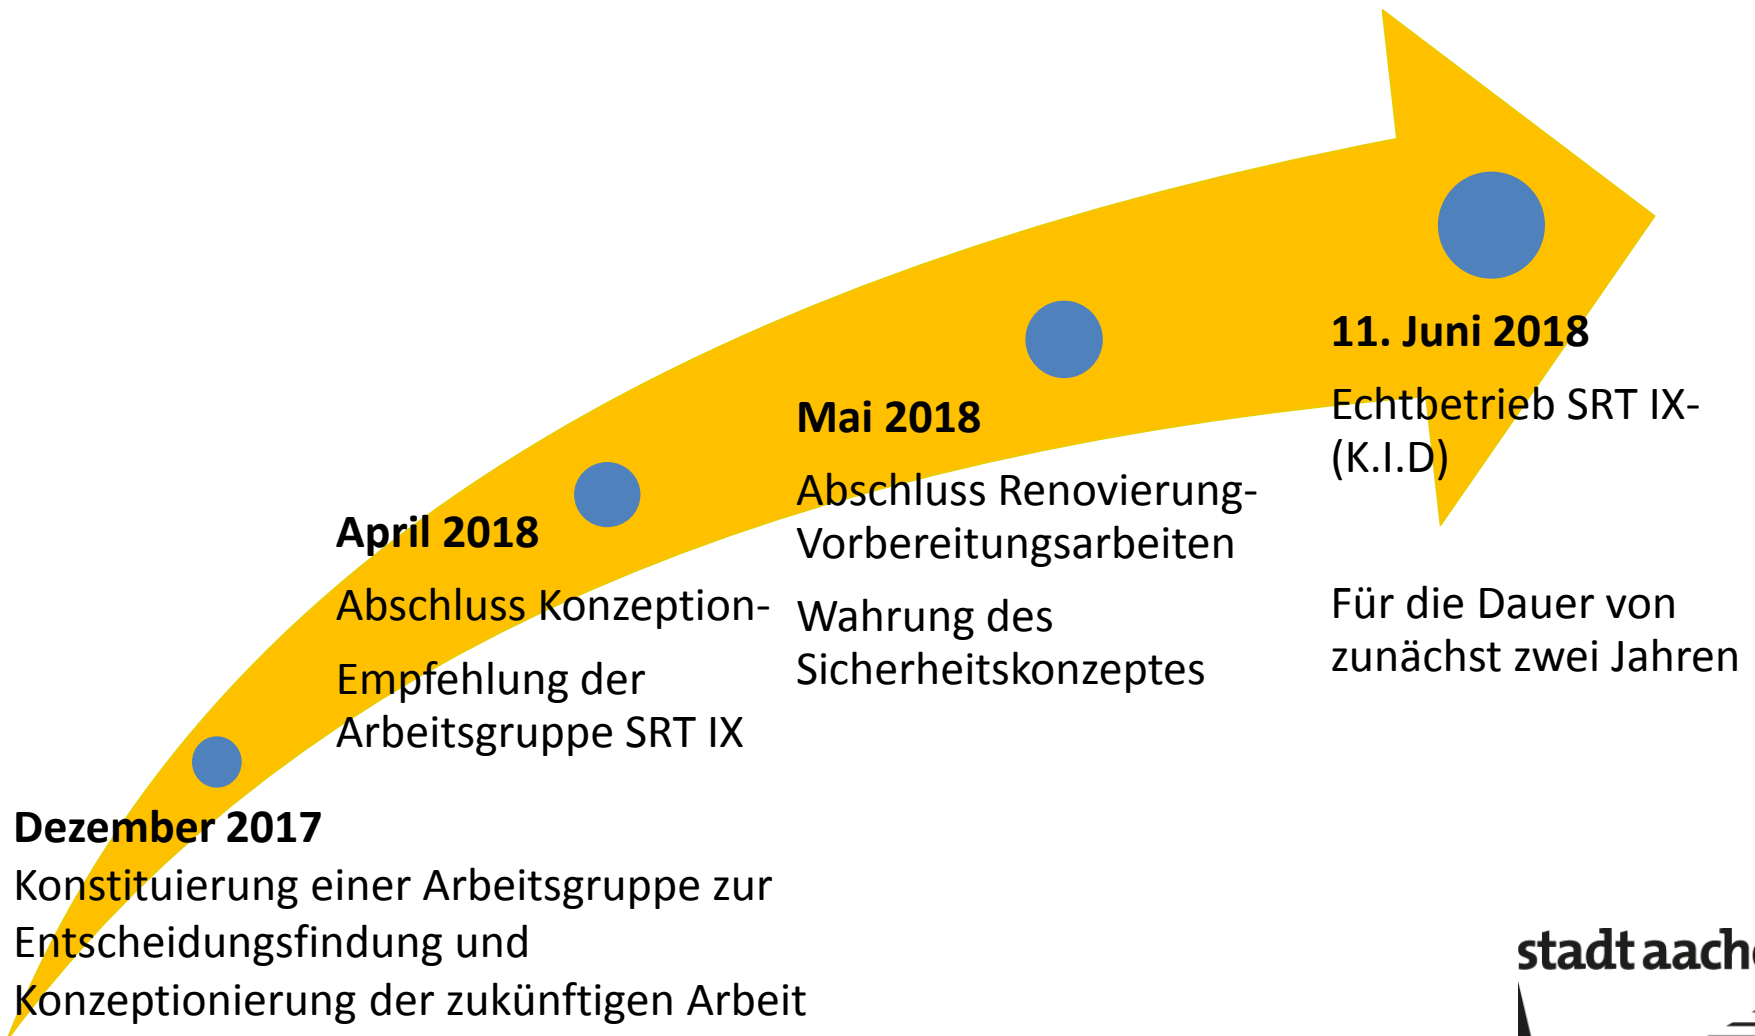 Dezember 2017
Konstituierung einer Arbeitsgruppe zur
Entscheidungsfindung und
Konzeptionierung der zukünftigen Arbeit
April 2018
Abschluss Konzeption-
Empfehlung der
Arbeitsgruppe SRT IX
Mai 2018
Abschluss Renovierung-
Vorbereitungsarbeiten
Wahrung des
Sicherheitskonzeptes
11. Juni 2018
Echtbetrieb SRT IX-
(K.I.D)
Für die Dauer von
zunächst zwei Jahren
stadt aach